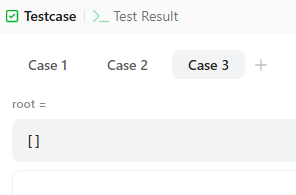 Testcase Test Result
Case 1 Case 2 Case 3
root =
[]